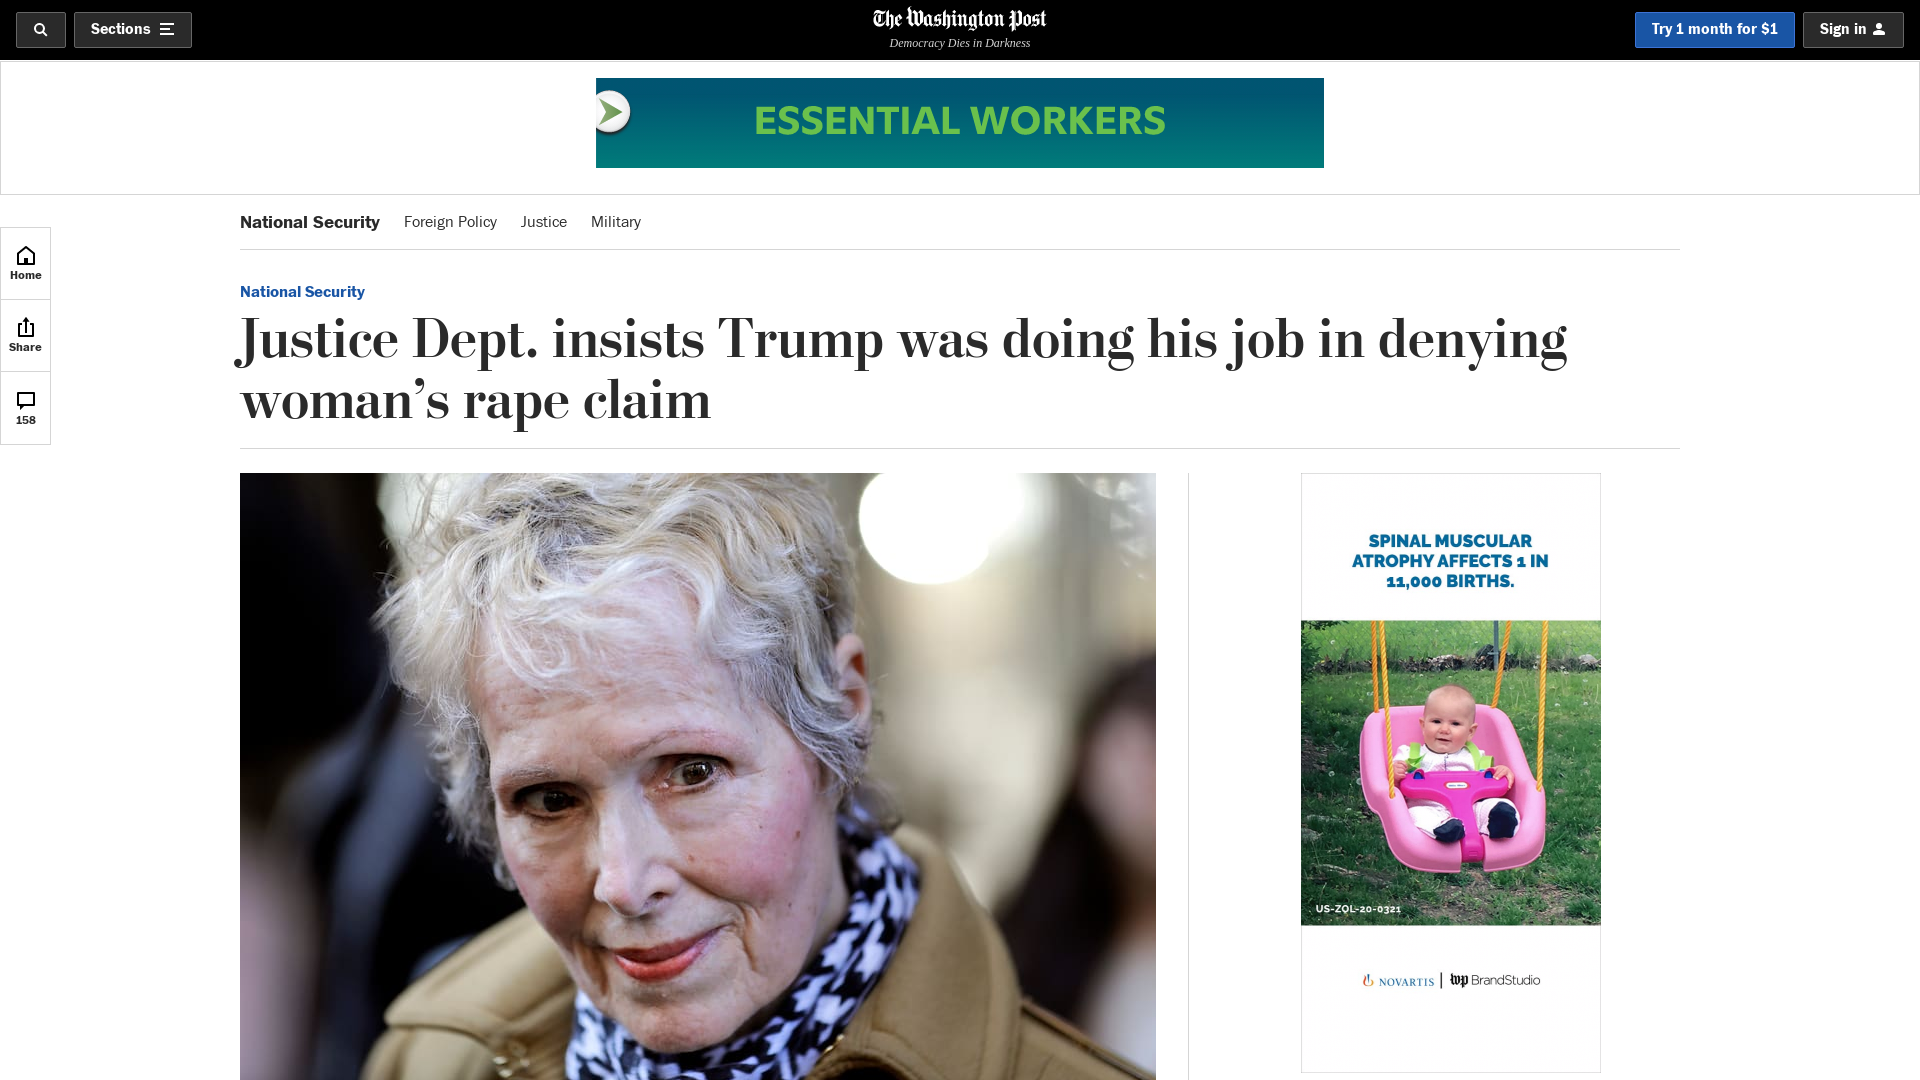 Sections
The Washington Post
Democracy Dies in Darkness
Try 1 month for $1
Sign in
ESSENTIAL WORKERS
National Security
Foreign Policy
Justice
Military
Home
Share
158
National Security
Justice Dept. insists Trump was doing his job in denying
woman’s rape claim
SPINAL MUSCULAR
ATROPHY AFFECTS 1 IN
11,000 BIRTHS.
US-ZOL-20-0321
NOVARTIS | wp BrandStudio